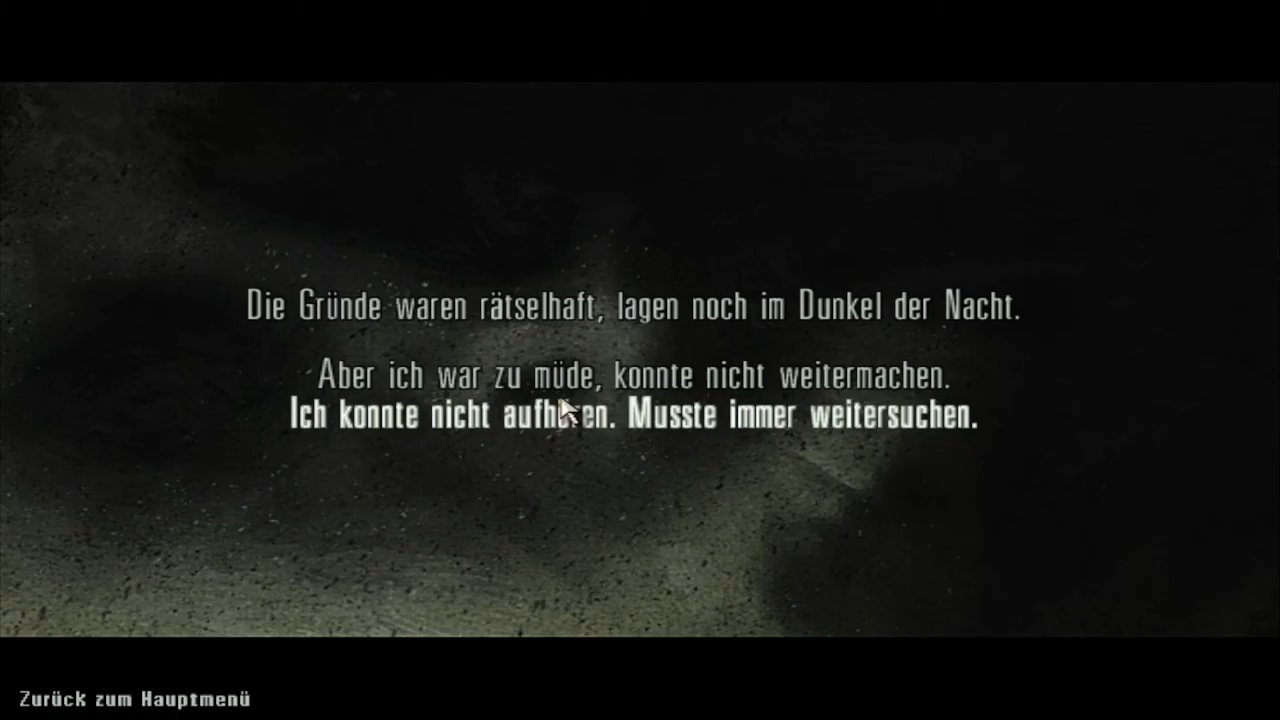 Die Gründe waren rätselhaft, lagen noch im Dunkel der Nacht.
Aber ich war zu müde, konnte nicht weitermachen.
Ich konnte nicht aufhören. Musste immer weitersuchen.
Zurück zum Hauptmenü